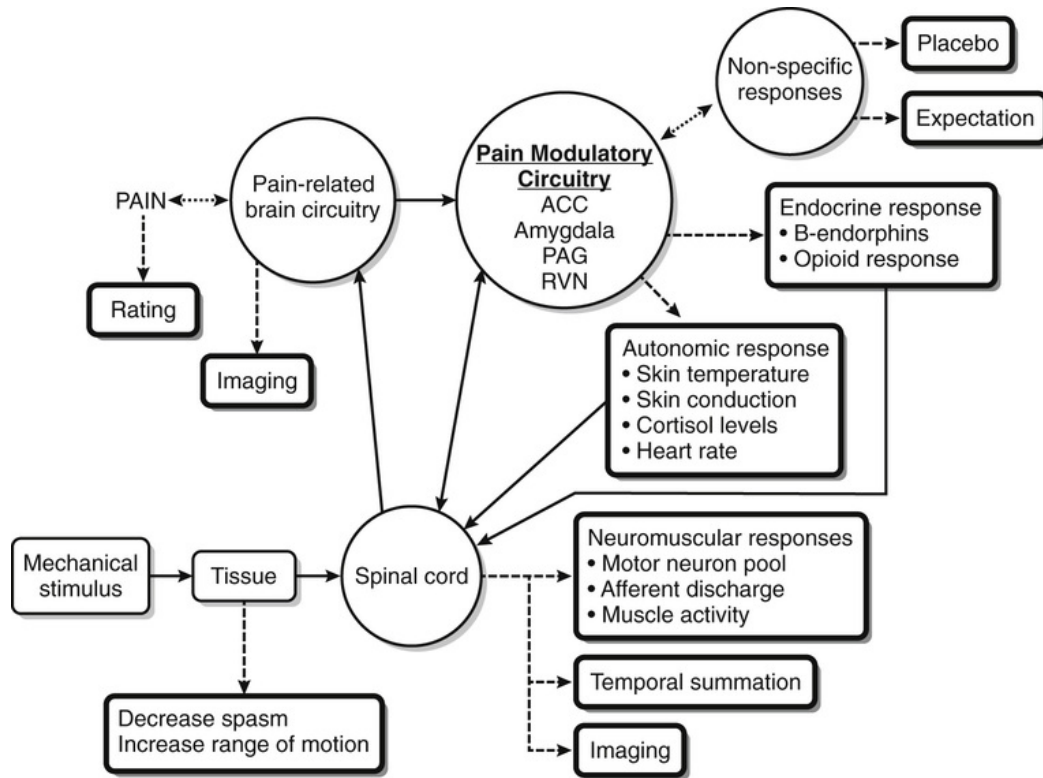 Placebo
Non-specific
responses
Expectation
Pain Modulatory
Circuitry
ACC
Amygdala
PAG
RVN
Pain-related
brain circuitry
PAIN
Rating
Imaging
Endocrine response
• B-endorphins
• Opioid response
Autonomic response
• Skin temperature
• Skin conduction
• Cortisol levels
• Heart rate
Mechanical
stimulus
Tissue
Spinal cord
Neuromuscular responses
• Motor neuron pool
• Afferent discharge
• Muscle activity
Temporal summation
Imaging
Decrease spasm
Increase range of motion